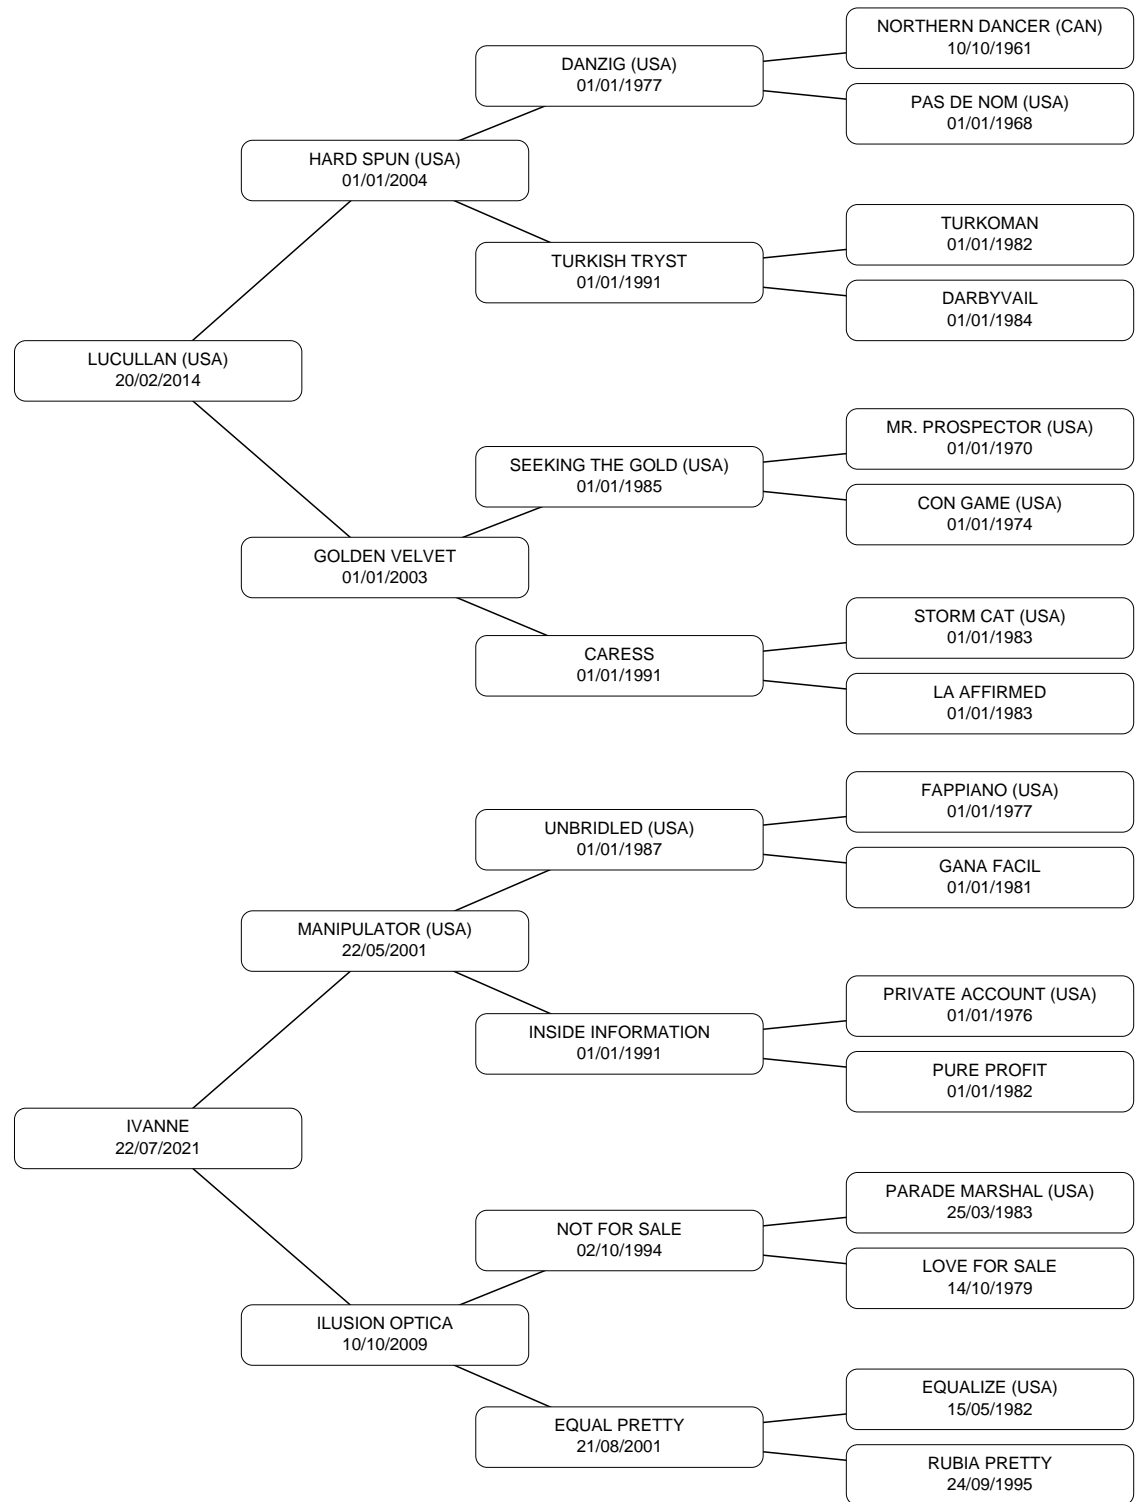 NORTHERN DANCER (CAN)
10/10/1961
DANZIG (USA)
01/01/1977
PAS DE NOM (USA)
01/01/1968
HARD SPUN (USA)
01/01/2004
TURKOMAN
01/01/1982
TURKISH TRYST
01/01/1991
DARBYVAIL
01/01/1984
LUCULLAN (USA)
20/02/2014
MR. PROSPECTOR (USA)
01/01/1970
SEEKING THE GOLD (USA)
01/01/1985
CON GAME (USA)
01/01/1974
GOLDEN VELVET
01/01/2003
STORM CAT (USA)
01/01/1983
CARESS
01/01/1991
LA AFFIRMED
01/01/1983
FAPPIANO (USA)
01/01/1977
UNBRIDLED (USA)
01/01/1987
GANA FACIL
01/01/1981
MANIPULATOR (USA)
22/05/2001
PRIVATE ACCOUNT (USA)
01/01/1976
INSIDE INFORMATION
01/01/1991
PURE PROFIT
01/01/1982
IVANNE
22/07/2021
PARADE MARSHAL (USA)
25/03/1983
NOT FOR SALE
02/10/1994
LOVE FOR SALE
14/10/1979
ILUSION OPTICA
10/10/2009
EQUALIZE (USA)
15/05/1982
EQUAL PRETTY
21/08/2001
RUBIA PRETTY
24/09/1995